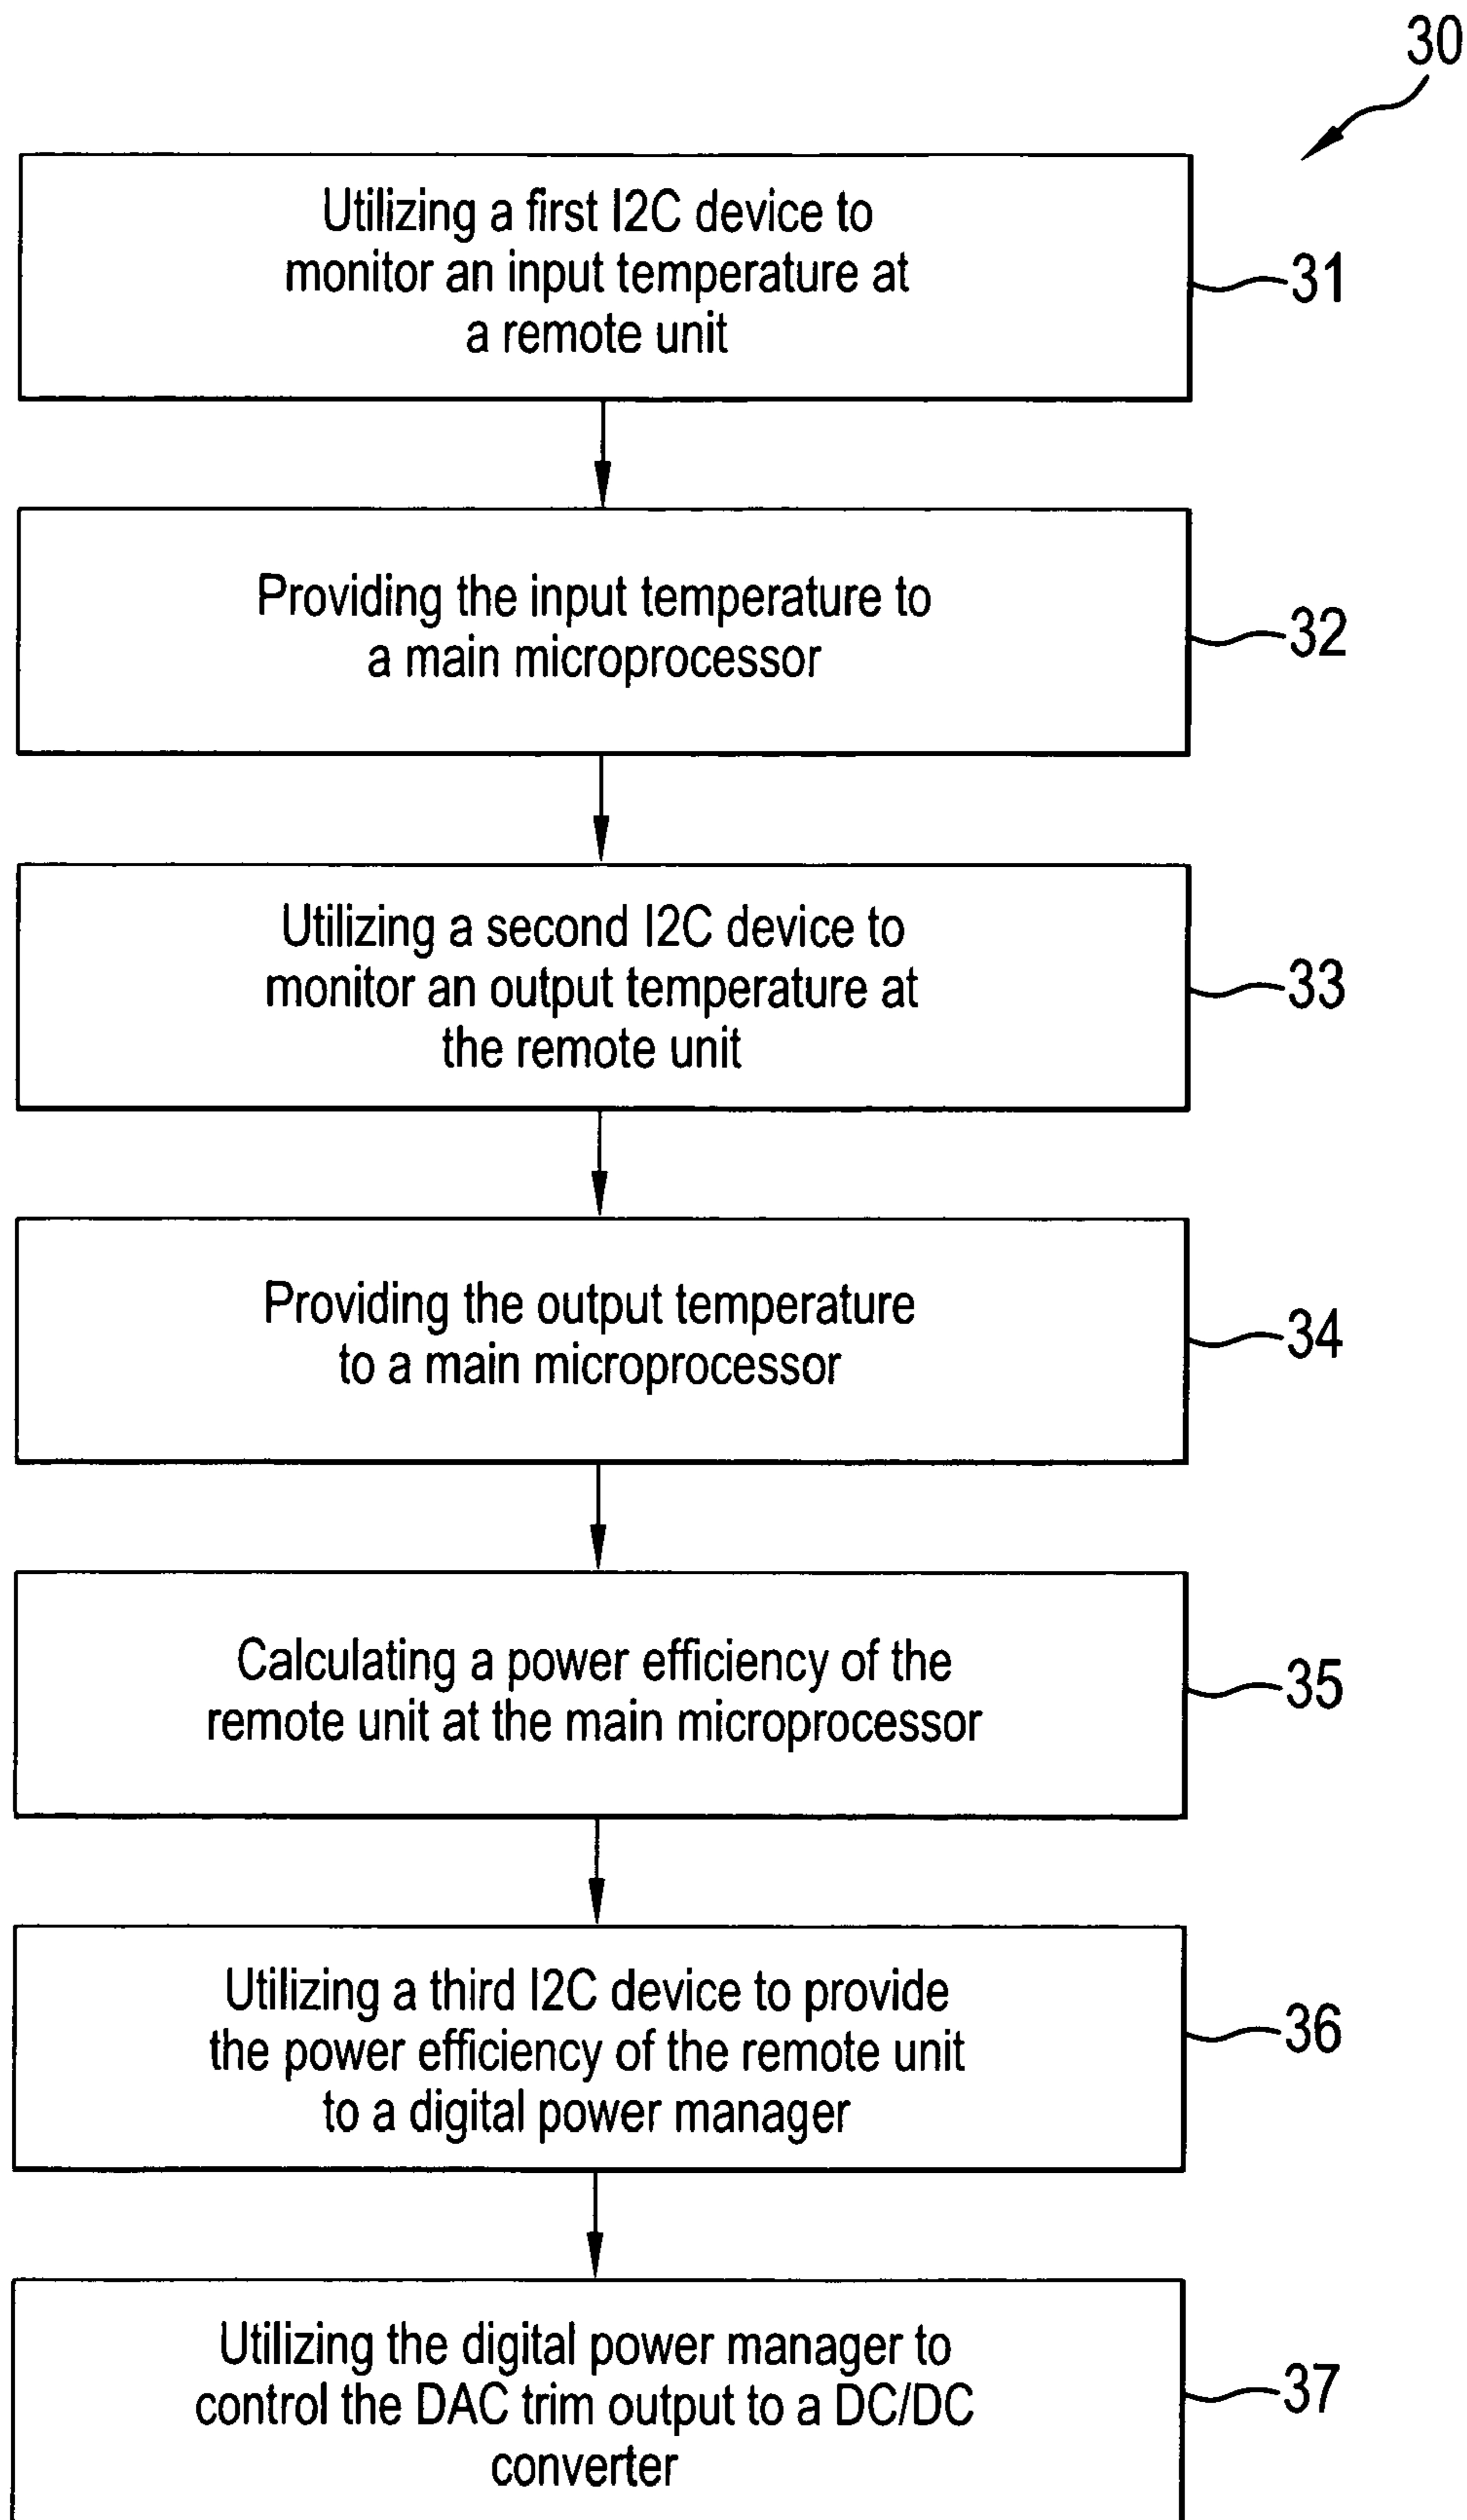 30
Utilizing a first I2C device to
monitor an input temperature at
a remote unit
31
Providing the input temperature to
a main microprocessor
32
Utilizing a second I2C device to
monitor an output temperature at
the remote unit
33
Providing the output temperature
to a main microprocessor
34
Calculating a power efficiency of the
remote unit at the main microprocessor
35
Utilizing a third I2C device to provide
the power efficiency of the remote unit
to a digital power manager
36
Utilizing the digital power manager to
control the DAC trim output to a DC/DC
converter
37